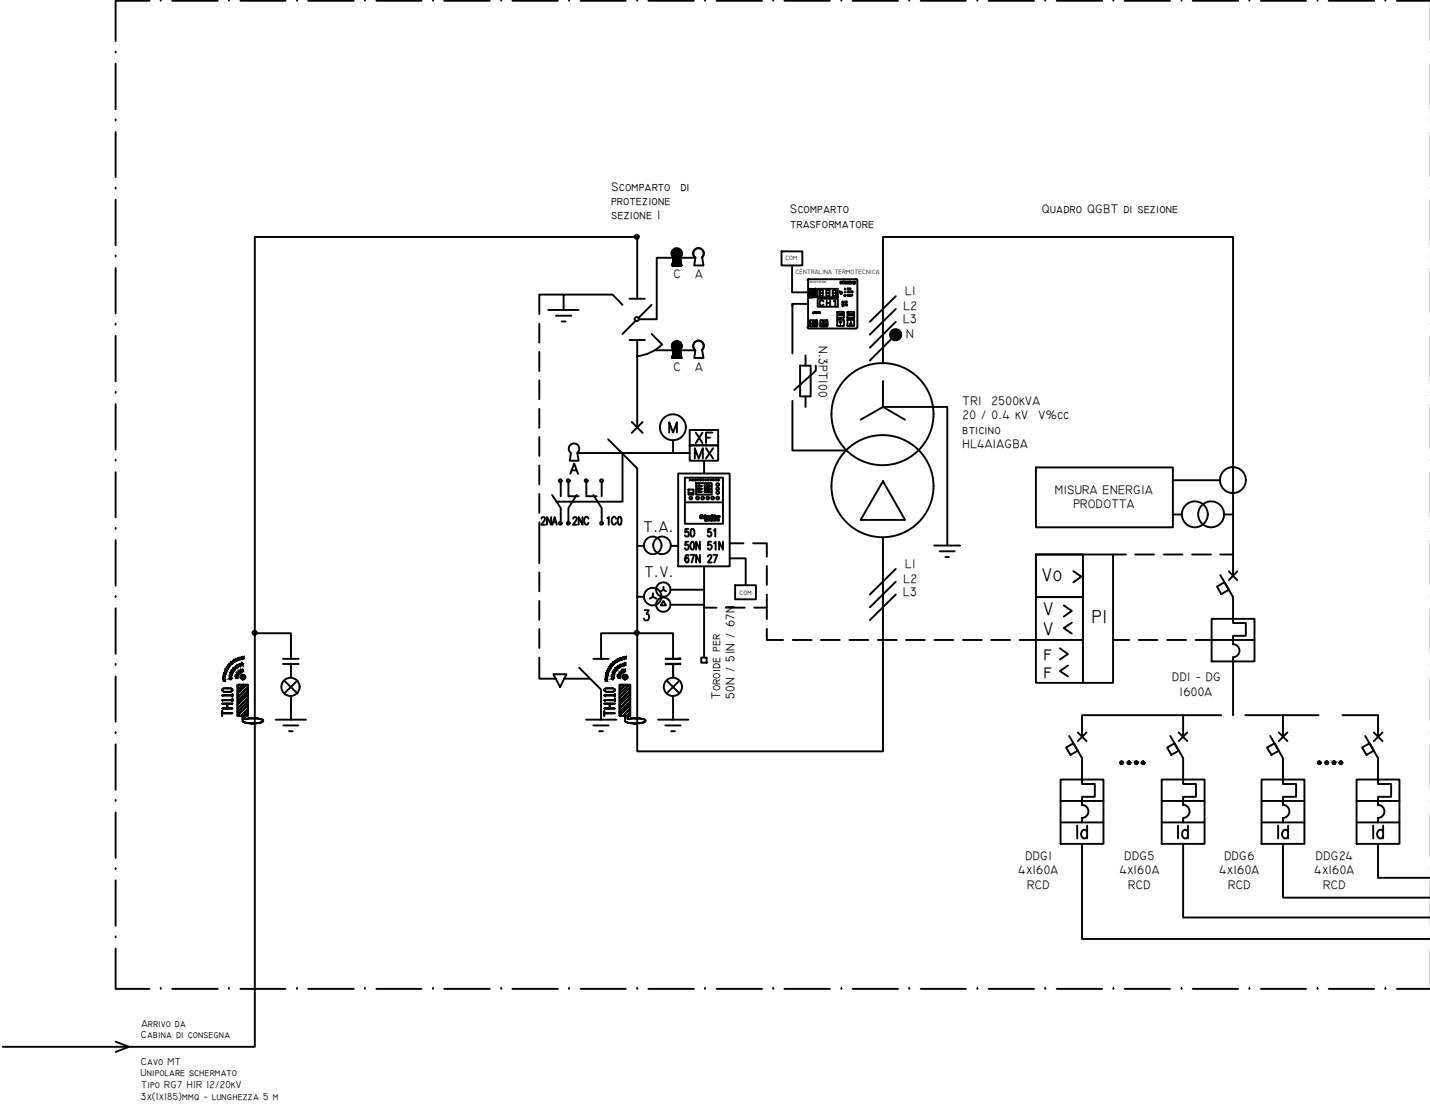 SCOMPARTO DI
PROTEZIONE
SEZIONE 1
SCOMPARTO
TRASFORMATORE
QUADRO QGBT DI SEZIONE
C A
COM
CENTRALINA TERMOTECNICA
CH1
L1
L2
L3
N
C A
N.3PT100
TRI 2500KVA
20 / 0.4 KV V%CC
BTICINO
HL4A1AGBA
M
XF
MX
A
2NA
2NC
1CO
50 51
50N 51N
67N 27
T.A.
T.V.
3
COM
TOROIDE PER
50N / 51N / 67N
L1
L2
L3
MISURA ENERGIA
PRODOTTA
VO >
V >
V <
F >
F <
PI
TH110
TH110
DDI - DG
1600A
Id
Id
Id
Id
DDG1
4X160A
RCD
DDG5
4X160A
RCD
DDG6
4X160A
RCD
DDG24
4X160A
RCD
ARRIVO DA
CABINA DI CONSEGNA
CAVO MT
UNIPOLARE SCHERMATO
TIPO RG7 H1R 12/20KV
3X(1X185)MMQ - LUNGHEZZA 5 M